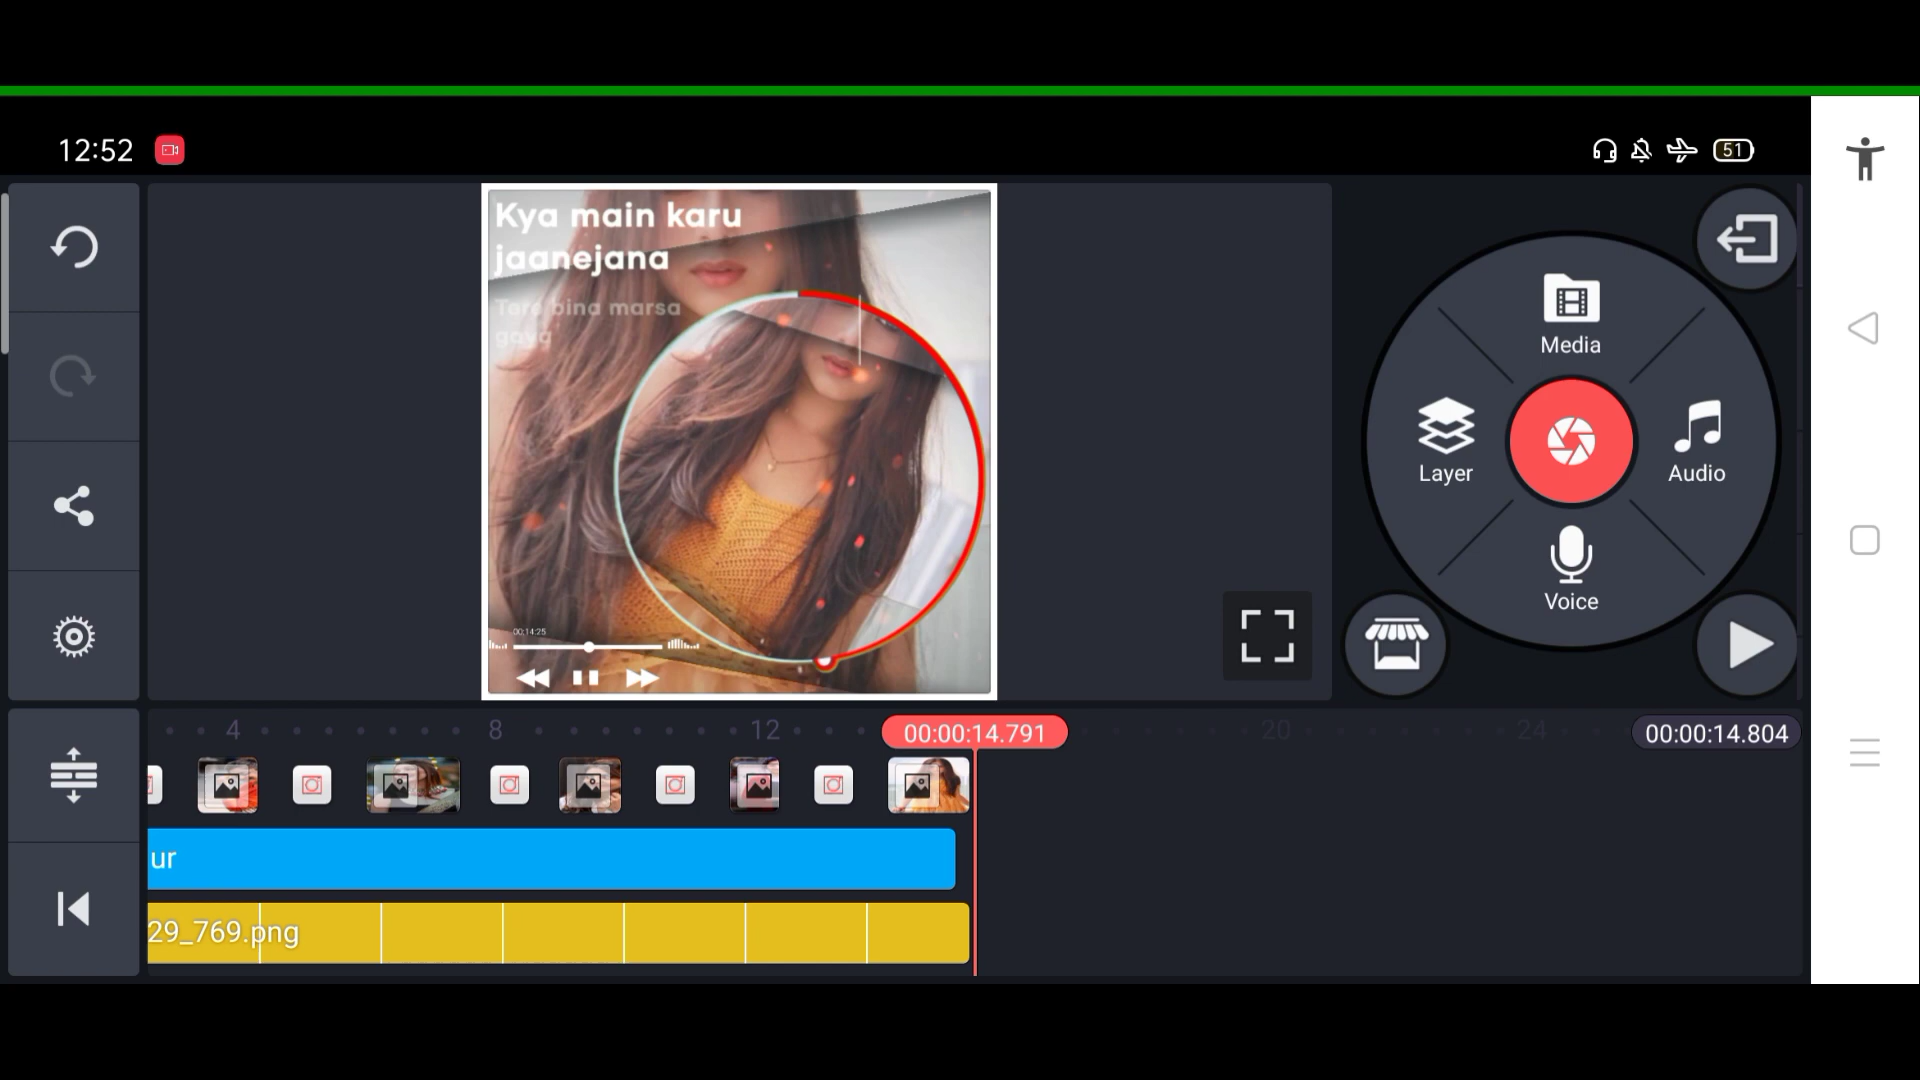 12:52
51
Kya main karu
jaanejana
Tere bina marsa
gaya
00:14:25
Media
Layer
Audio
Voice
4
8
12
00:00:14.791
20
24
00:00:14.804
ur
29_769.png